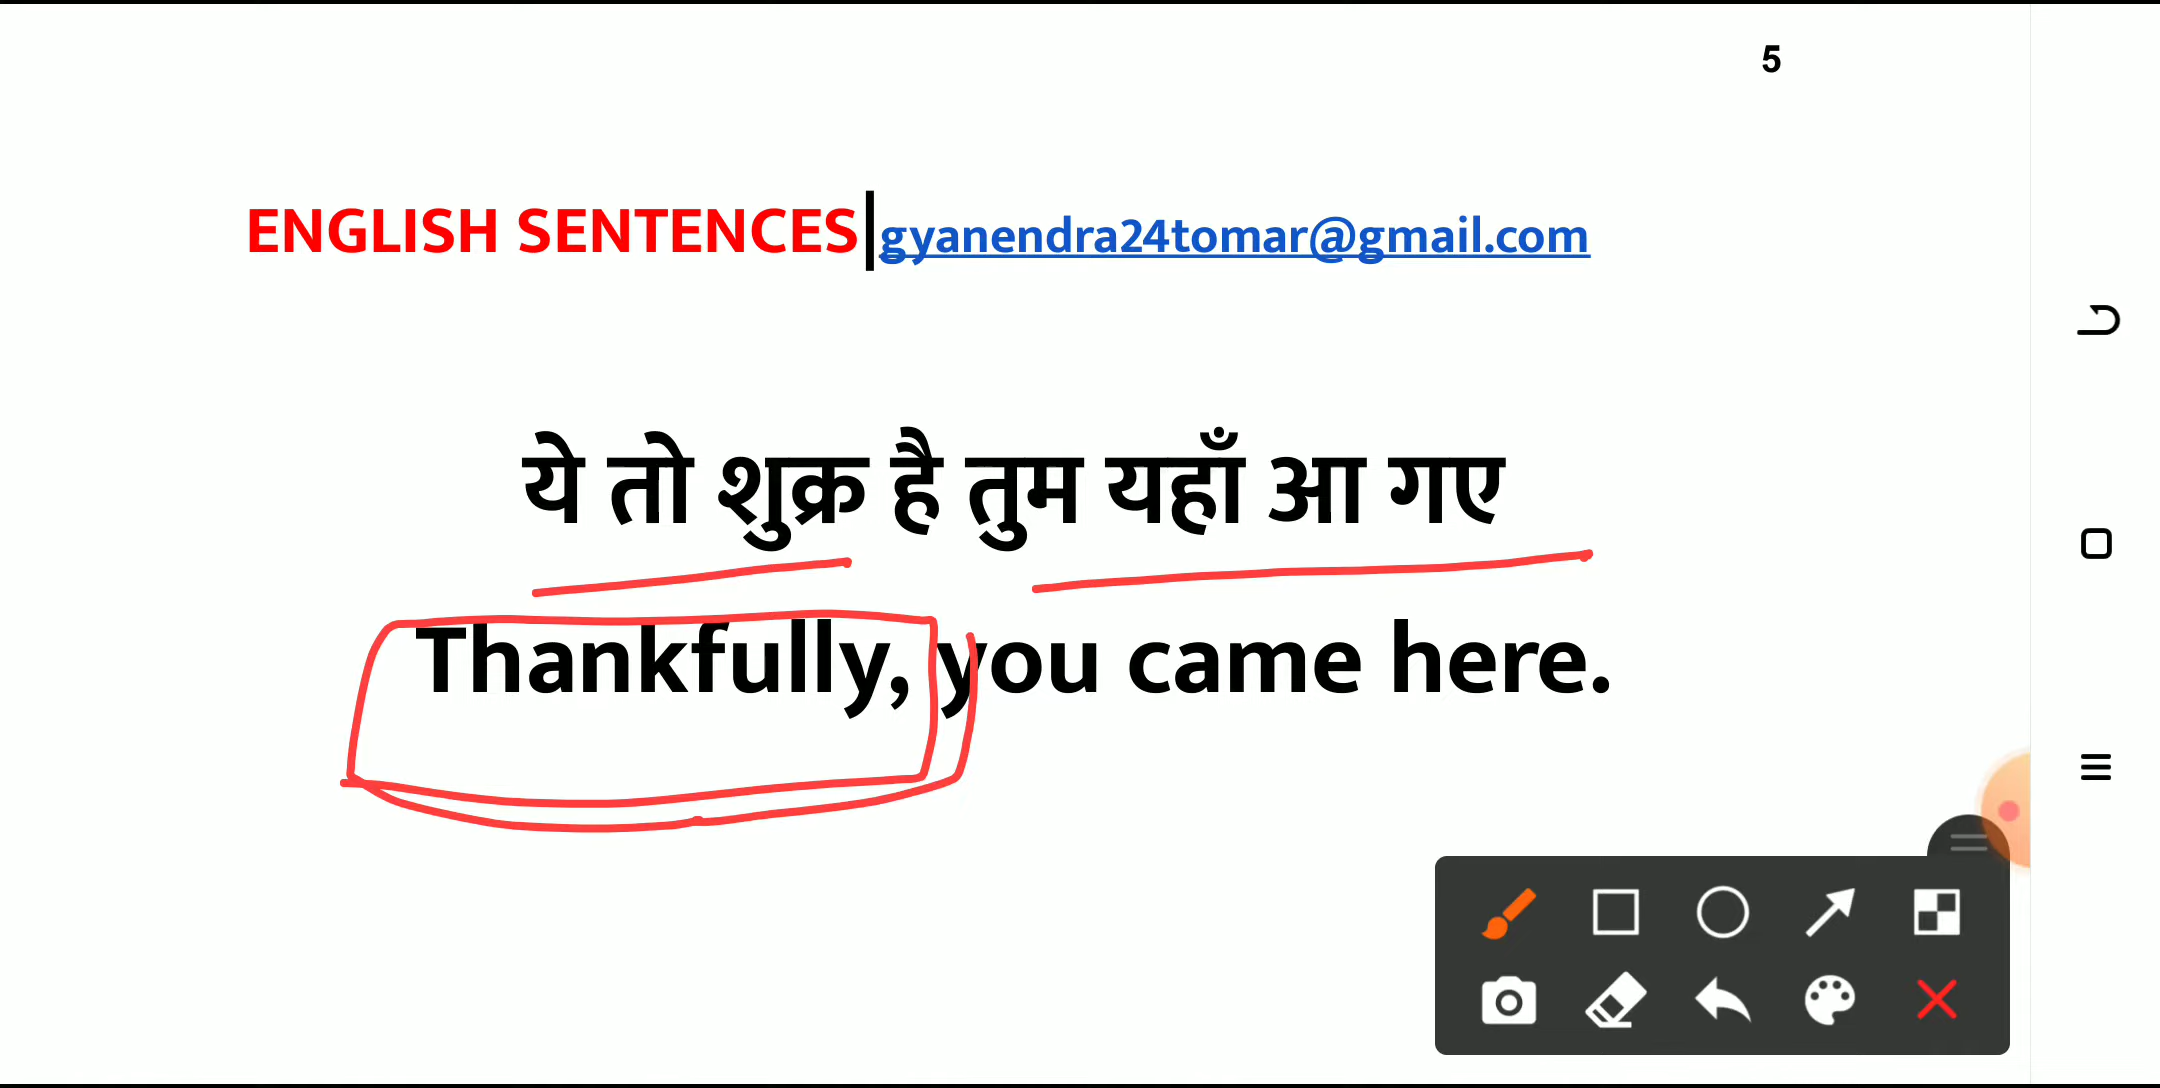 5
ENGLISH SENTENCES|gyanendra24tomar@gmail.com
ये तो शुक्र है तुम यहाँ आ गए
Thankfully, you came here.